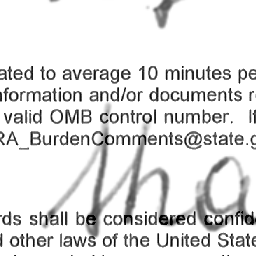 ated to average 10 minutes pe
nformation and/or documents r
valid OMB control number. If
RA_BurdenComments@state.g
rds shall be considered confid
d other laws of the United State